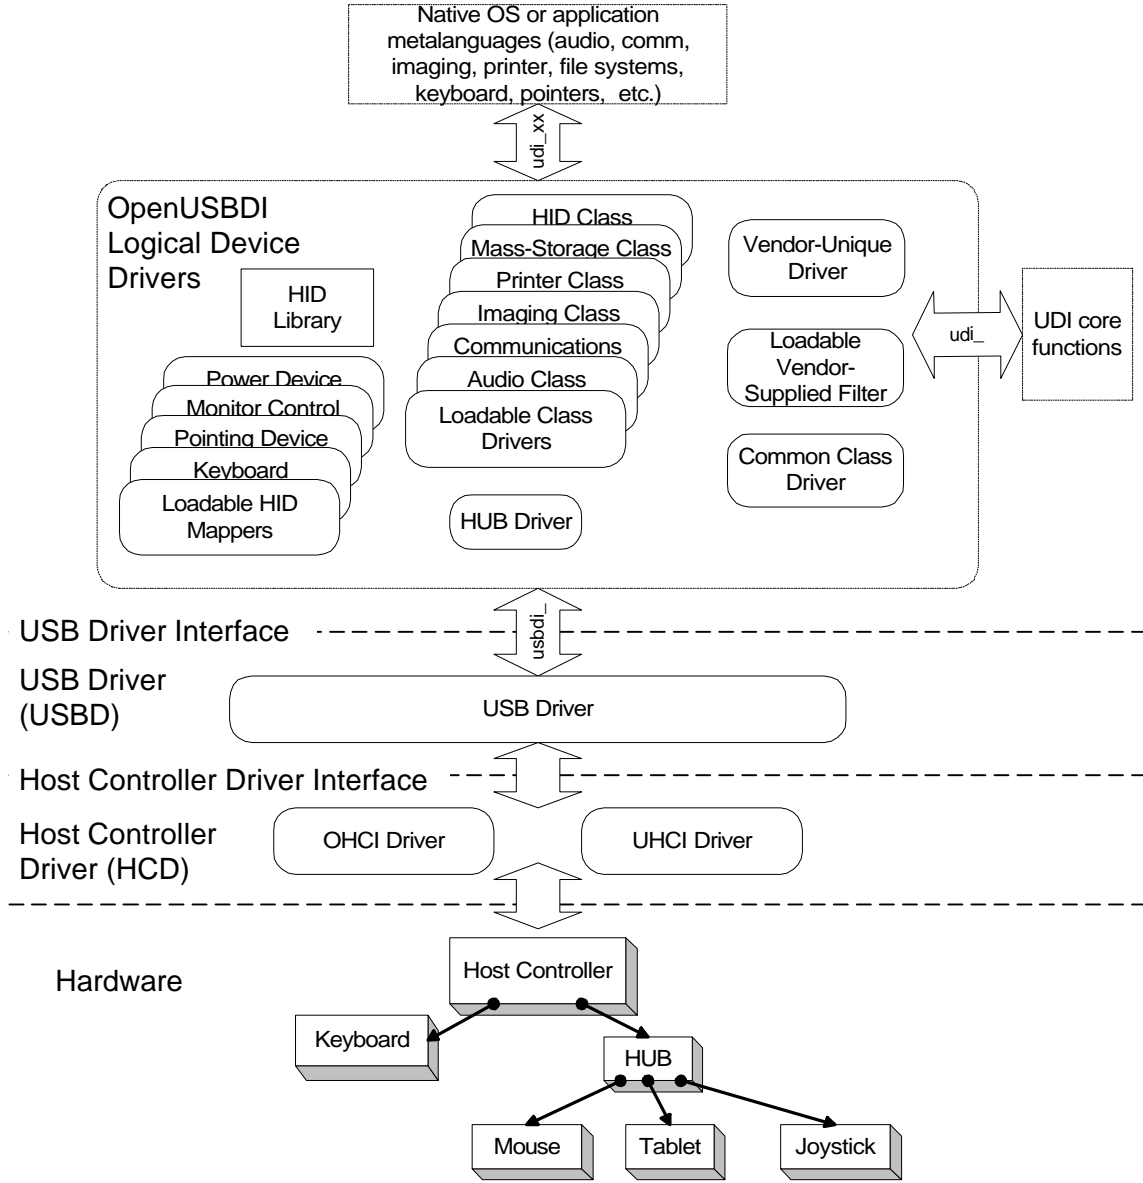 Native OS or application
metalanguages (audio, comm,
imaging, printer, file systems,
keyboard, pointers, etc.)
udi_xx
OpenUSBDI
Logical Device
Drivers
HID
Library
HID Class
Mass-Storage Class
Printer Class
Imaging Class
Communications
Audio Class
Loadable Class
Drivers
Power Device
Monitor Control
Pointing Device
Keyboard
Loadable HID
Mappers
HUB Driver
Vendor-Unique
Driver
Loadable
Vendor-
Supplied Filter
Common Class
Driver
udi_
UDI core
functions
usbdi_
USB Driver Interface
USB Driver
(USBD)
USB Driver
Host Controller Driver Interface
Host Controller
Driver (HCD)
OHCI Driver
UHCI Driver
Hardware
Host Controller
Keyboard
HUB
Mouse
Tablet
Joystick